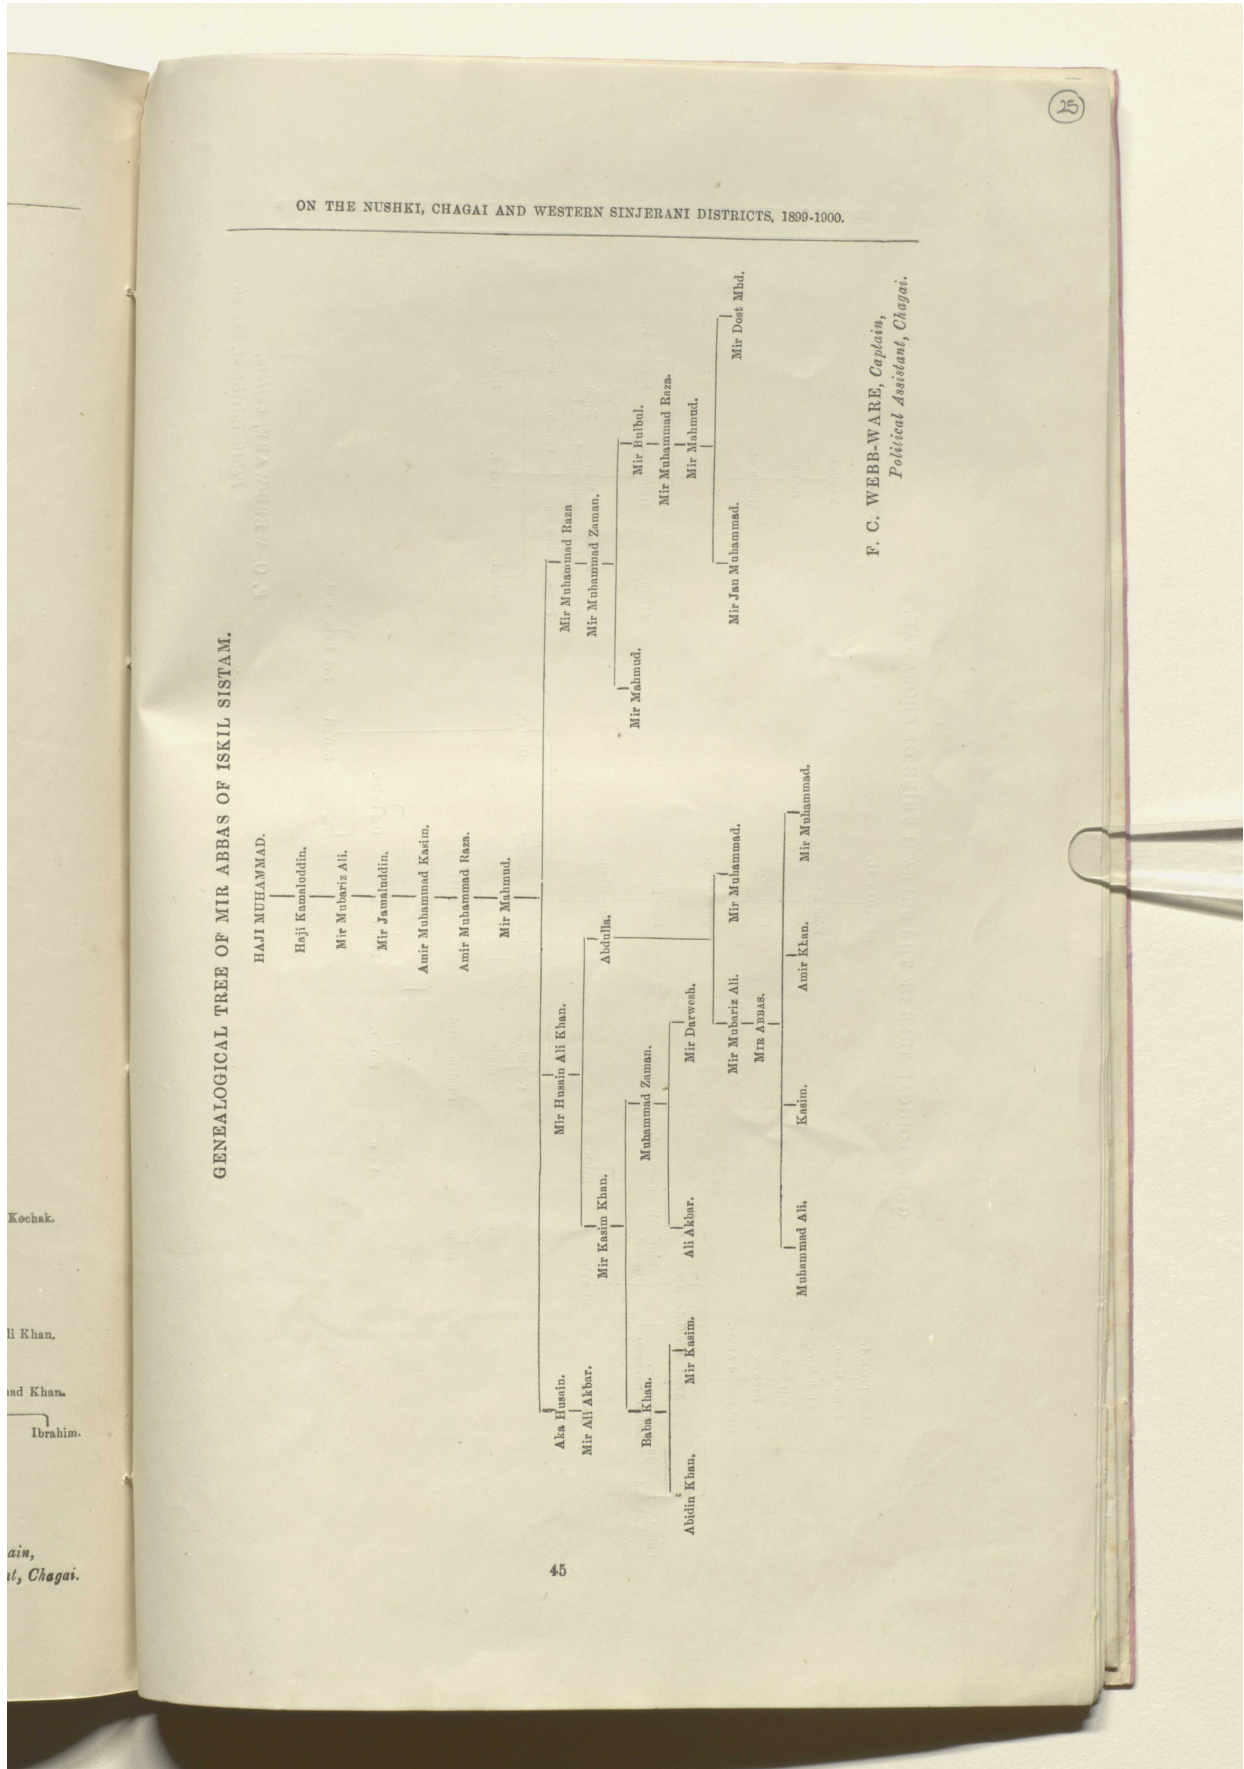 25
ON THE NUSHKI, CHAGAI AND WESTERN SINJERANI DISTRICTS, 1899-1900.
GENEALOGICAL TREE OF MIR ABBAS OF ISKIL SISTAM.
HAJI MUHAMMAD.
Haji Kamaluddin.
Mir Mubariz Ali.
Mir Jamaluddin.
Amir Muhammad Kasim.
Amir Muhammad Raza.
Mir Mahmud.
Aka Husain.
Mir Husain Ali Khan.
Mir Muhammad Raza
Mir Ali Akbar.
Mir Kasim Khan.
Abdulla.
Mir Muhammad Zaman.
Baba Khan.
Muhammad Zaman.
Mir Mahmud.
Mir Bulbul.
Mir Muhammad Raza.
Abidin Khan.
Mir Kasim.
Ali Akbar.
Mir Darwesh.
Mir Mahmud.
Mir Mubariz Ali.
Mir Muhammad.
Mir Jan Muhammad.
Mir Dost Mhd.
MIR ABBAS.
Muhammad Ali.
Kasim.
Amir Khan.
Mir Muhammad.
F. C. WEBB-WARE, Captain,
Political Assistant, Chagai.
45
Kochak.
li Khan.
Khan.
Ibrahim.
ain,
Chagai.